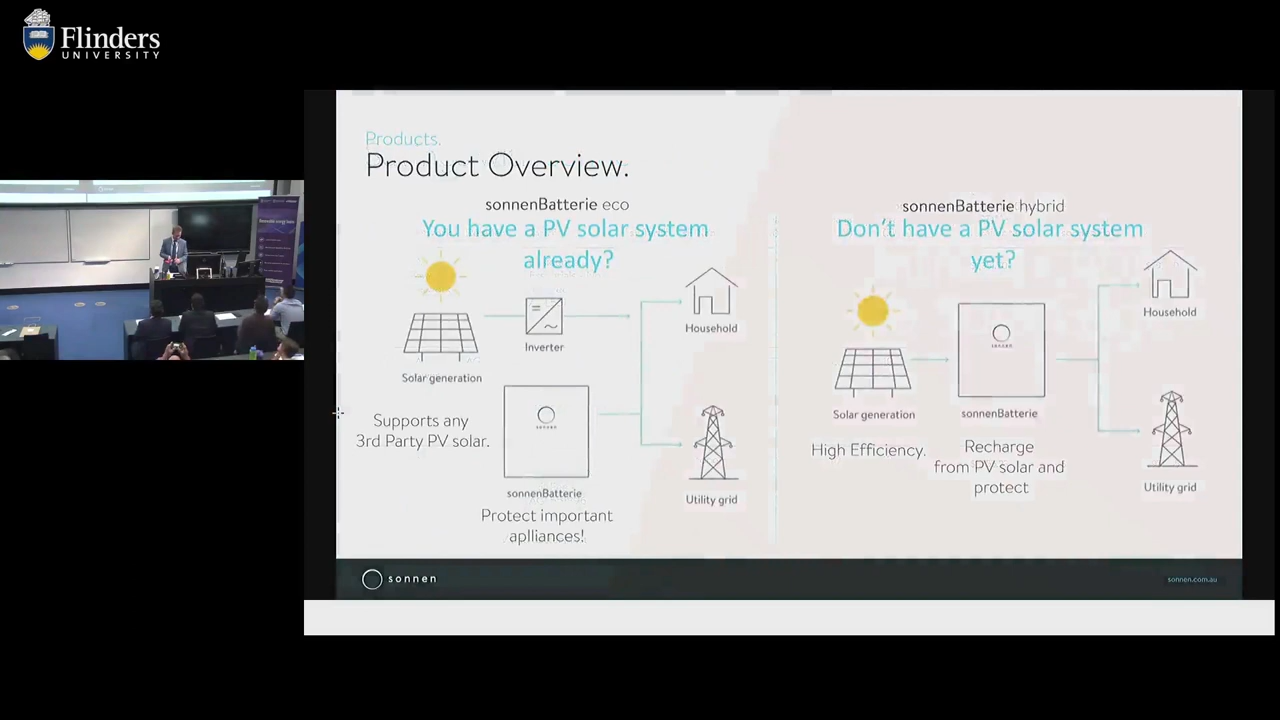 Flinders
UNIVERSITY
Products.
Product Overview.
sonnenBatterie eco
You have a PV solar system
already?
Inverter
Household
Solar generation
Supports any
3rd Party PV solar.
sonnen
sonnenBatterie
Protect important
aplliances!
Utility grid
sonnenBatterie hybrid
Don't have a PV solar system
yet?
Household
sonnen
Solar generation
sonnenBatterie
High Efficiency.
Recharge
from PV solar and
protect
Utility grid
sonnen
sonnen.com.au